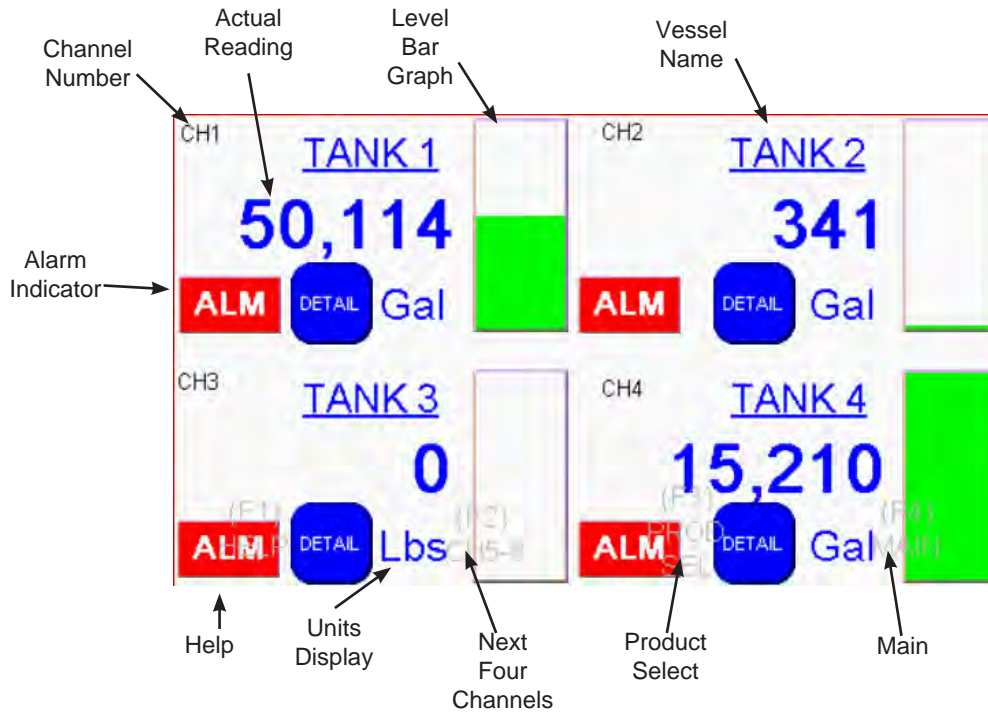 Actual
Reading
Level
Bar
Graph
Vessel
Name
Channel
Number
CH1
TANK 1
50,114
ALM
DETAIL
Gal
CH2
TANK 2
341
ALM
DETAIL
Gal
Alarm
Indicator
CH3
TANK 3
0
(F1)
HELP
ALM
DETAIL
Lbs
(F2)
CH5-8
CH4
TANK 4
15,210
(F3)
PROD
SEL
ALM
DETAIL
Gal
(F4)
MAIN
Help
Units
Display
Next
Four
Channels
Product
Select
Main